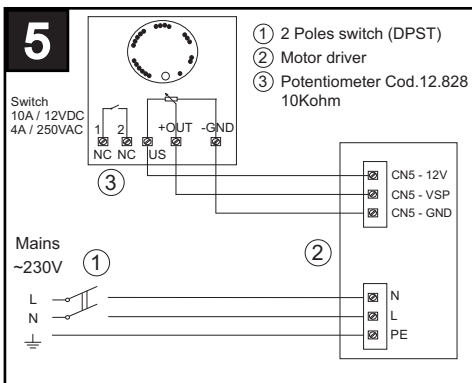 5
① 2 Poles switch (DPST)
② Motor driver
③ Potentiometer Cod.12.828
10Kohm
Switch
10A / 12VDC
4A / 250VAC
1 2 +OUT -GND
NC NC US
③
CN5 - 12V
CN5 - VSP
CN5 - GND
②
Mains
~230V
①
L
N
N
L
PE